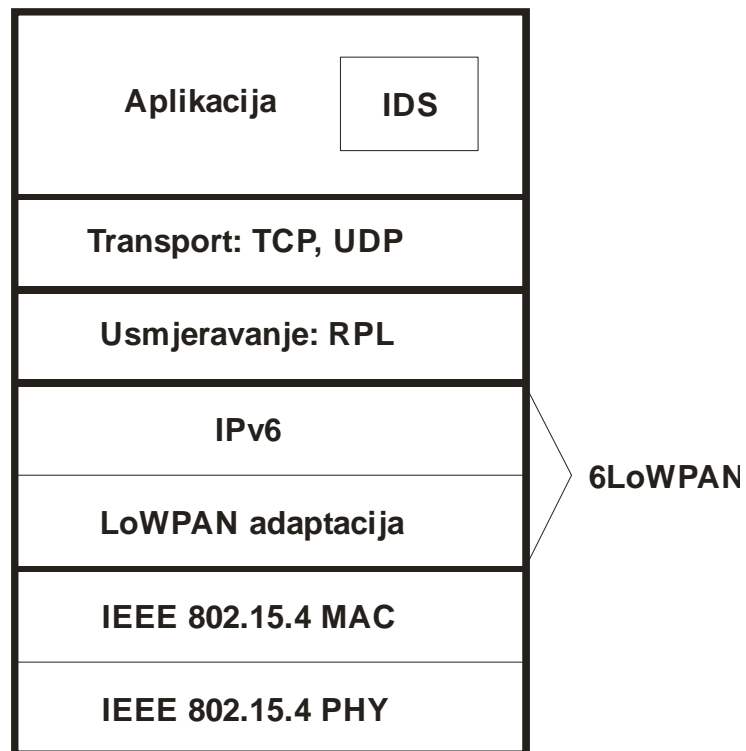 Aplikacija
IDS
Transport: TCP, UDP
Usmjeravanje: RPL
IPv6
6LoWPAN
LoWPAN adaptacija
IEEE 802.15.4 MAC
IEEE 802.15.4 PHY